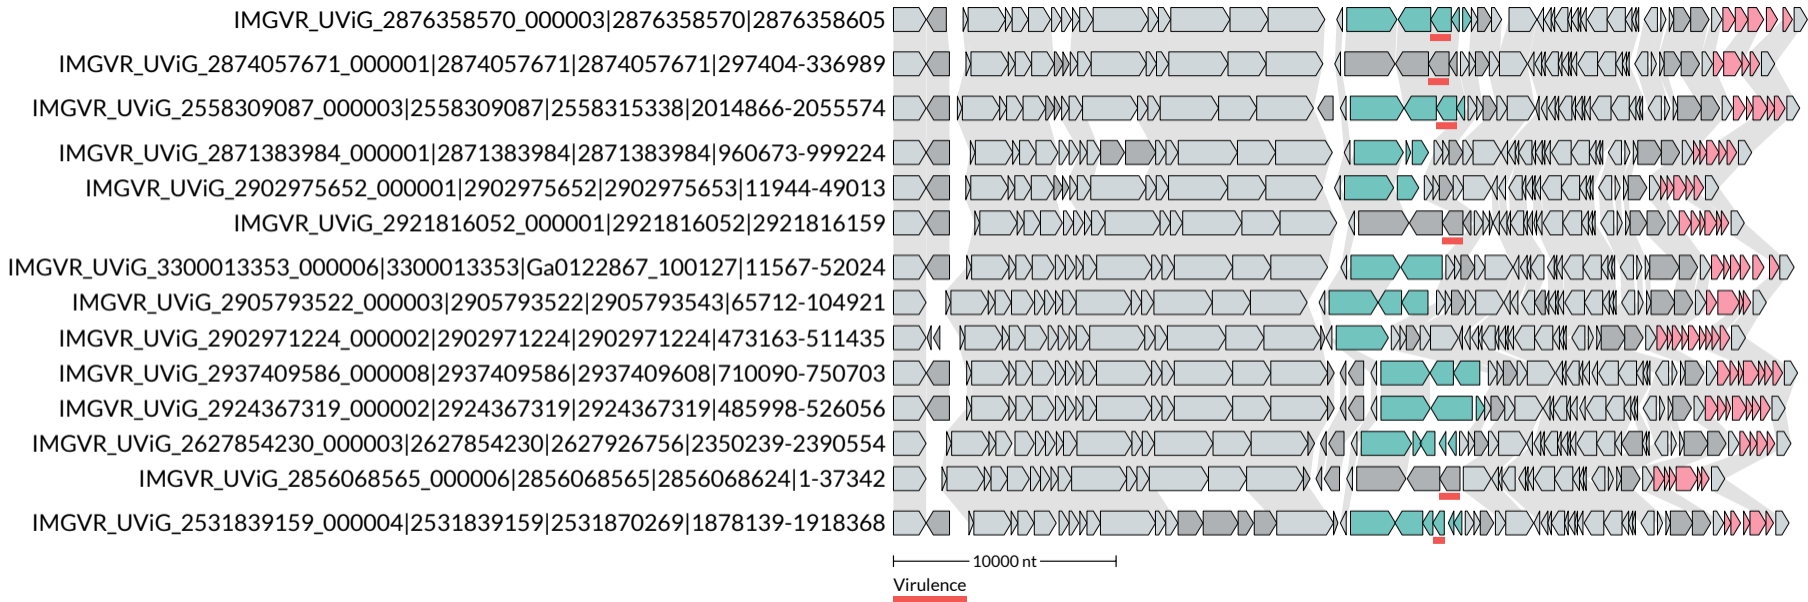 IMGVR_UViG_2876358570_000003|2876358570|2876358605
IMGVR_UViG_2874057671_000001|2874057671|2874057671|297404-336989
IMGVR_UViG_2558309087_000003|2558309087|2558315338|2014866-2055574
IMGVR_UViG_2871383984_000001|2871383984|2871383984|960673-999224
IMGVR_UViG_2902975652_000001|2902975652|2902975653|11944-49013
IMGVR_UViG_2921816052_000001|2921816052|2921816159
IMGVR_UViG_3300013353_000006|3300013353|Ga0122867_100127|11567-52024
IMGVR_UViG_2905793522_000003|2905793522|2905793543|65712-104921
IMGVR_UViG_2902971224_000002|2902971224|2902971224|473163-511435
IMGVR_UViG_2937409586_000008|2937409586|2937409608|710090-750703
IMGVR_UViG_2924367319_000002|2924367319|2924367319|485998-526056
IMGVR_UViG_2627854230_000003|2627854230|2627926756|2350239-2390554
IMGVR_UViG_2856068565_000006|2856068565|2856068624|1-37342
IMGVR_UViG_2531839159_000004|2531839159|2531870269|1878139-1918368
10000 nt
Virulence